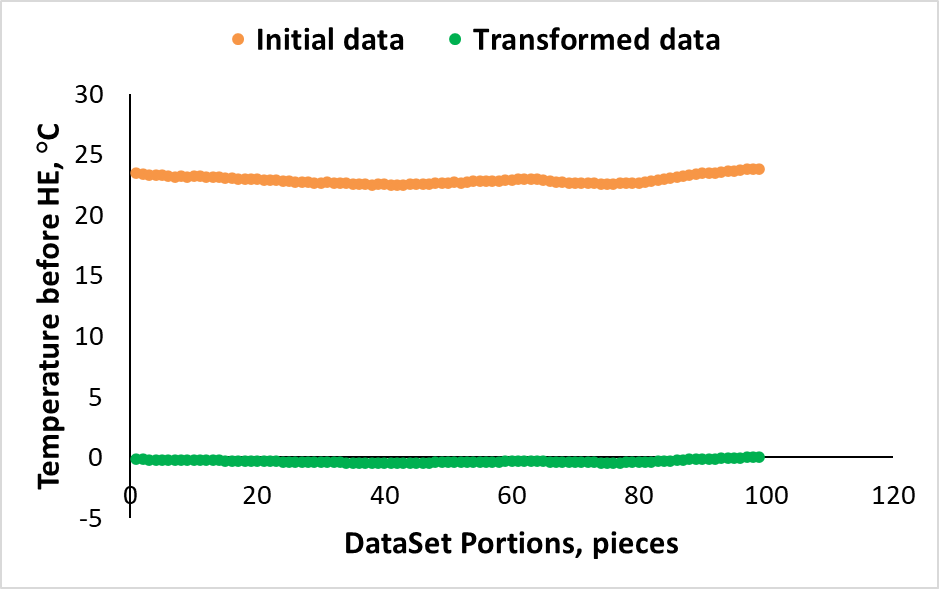 Initial data Transformed data
Temperature before HE, °C
30
25
20
15
10
5
0
-5
0 20 40 60 80 100 120
DataSet Portions, pieces